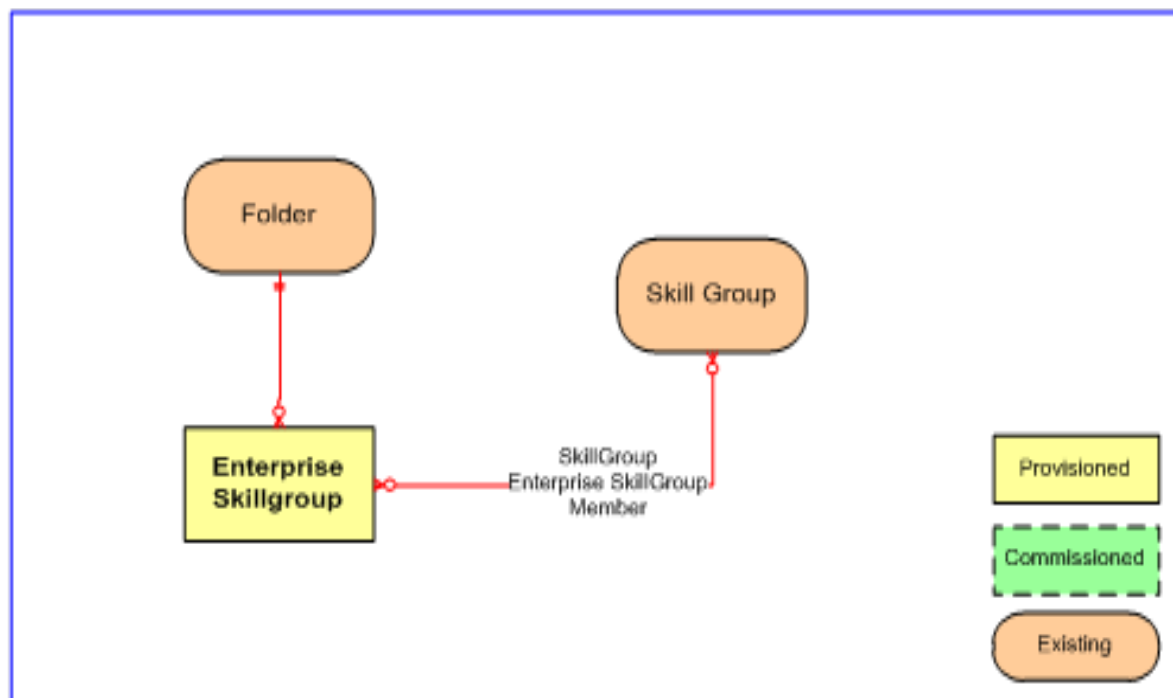 Folder
Skill Group
Enterprise
Skillgroup
SkillGroup
Enterprise SkillGroup
Member
Provisioned
Commissioned
Existing